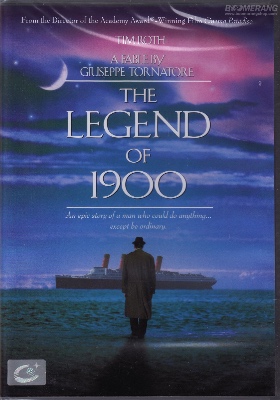 BOOMERANG
From the Director of the Academy Award®-Winning Film Cinema Paradiso
TIM ROTH
A FABLE BY
GIUSEPPE TORNATORE
THE
LEGEND
OF
1900
An epic story of a man who could do anything...
except be ordinary.